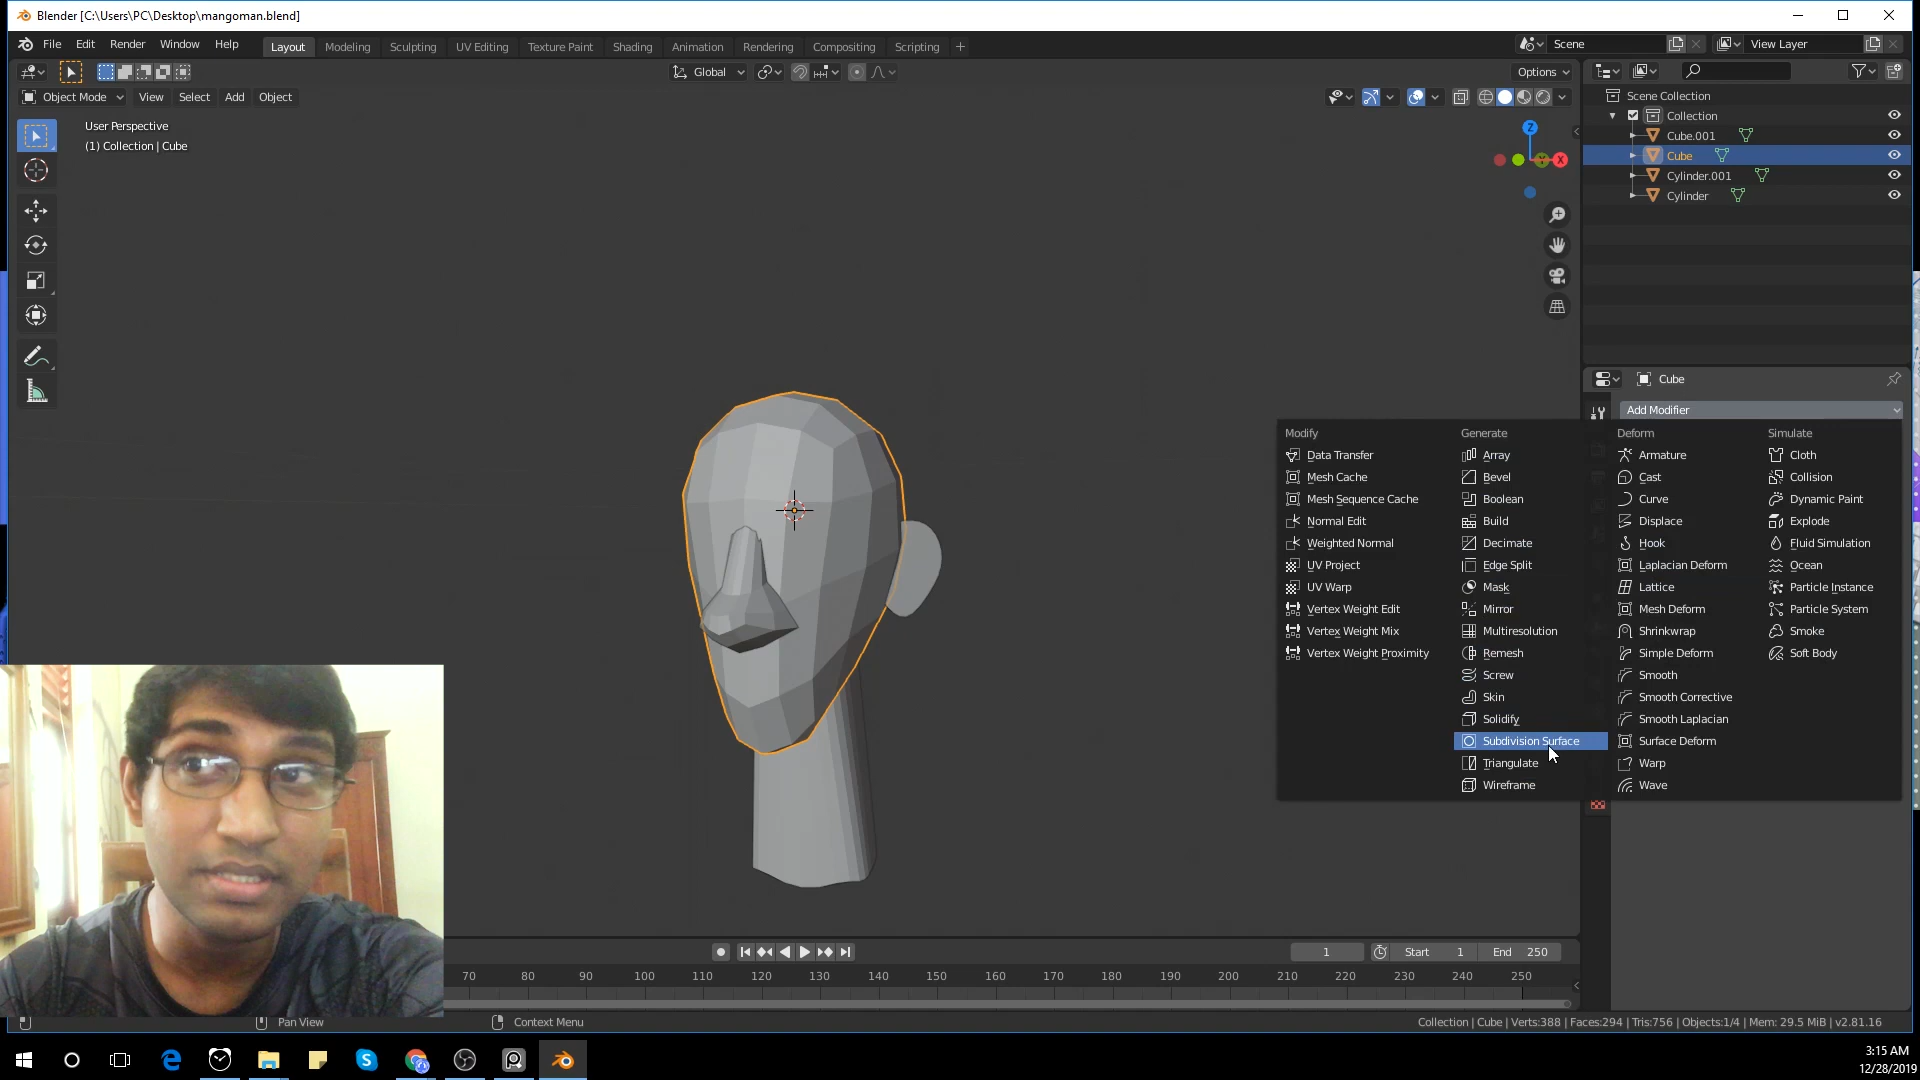 Blender [C:\Users\PC\Desktop\mangoman.blend]
File Edit Render Window Help Layout Modeling Sculpting UV Editing Texture Paint Shading Animation Rendering Compositing Scripting + Scene View Layer
Global Options
Object Mode View Select Add Object
User Perspective
(1) Collection | Cube
Z
Y X
Scene Collection
Collection
Cube.001
Cube
Cylinder.001
Cylinder
Cube
Add Modifier
Modify Generate Deform Simulate
Data Transfer Array Armature Cloth
Mesh Cache Bevel Cast Collision
Mesh Sequence Cache Boolean Curve Dynamic Paint
Normal Edit Build Displace Explode
Weighted Normal Decimate Hook Fluid Simulation
UV Project Edge Split Laplacian Deform Ocean
UV Warp Mask Lattice Particle Instance
Vertex Weight Edit Mirror Mesh Deform Particle System
Vertex Weight Mix Multiresolution Shrinkwrap Smoke
Vertex Weight Proximity Remesh Simple Deform Soft Body
Screw Smooth
Skin Smooth Corrective
Solidify Smooth Laplacian
Subdivision Surface Surface Deform
Triangulate Warp
Wireframe Wave
1 Start 1 End 250
70 80 90 100 110 120 130 140 150 160 170 180 190 200 210 220 230 240 250
Pan View Context Menu Collection | Cube | Verts:388 | Faces:294 | Tris:756 | Objects:1/4 | Mem: 29.5 MiB | v2.81.16
3:15 AM
12/28/2019